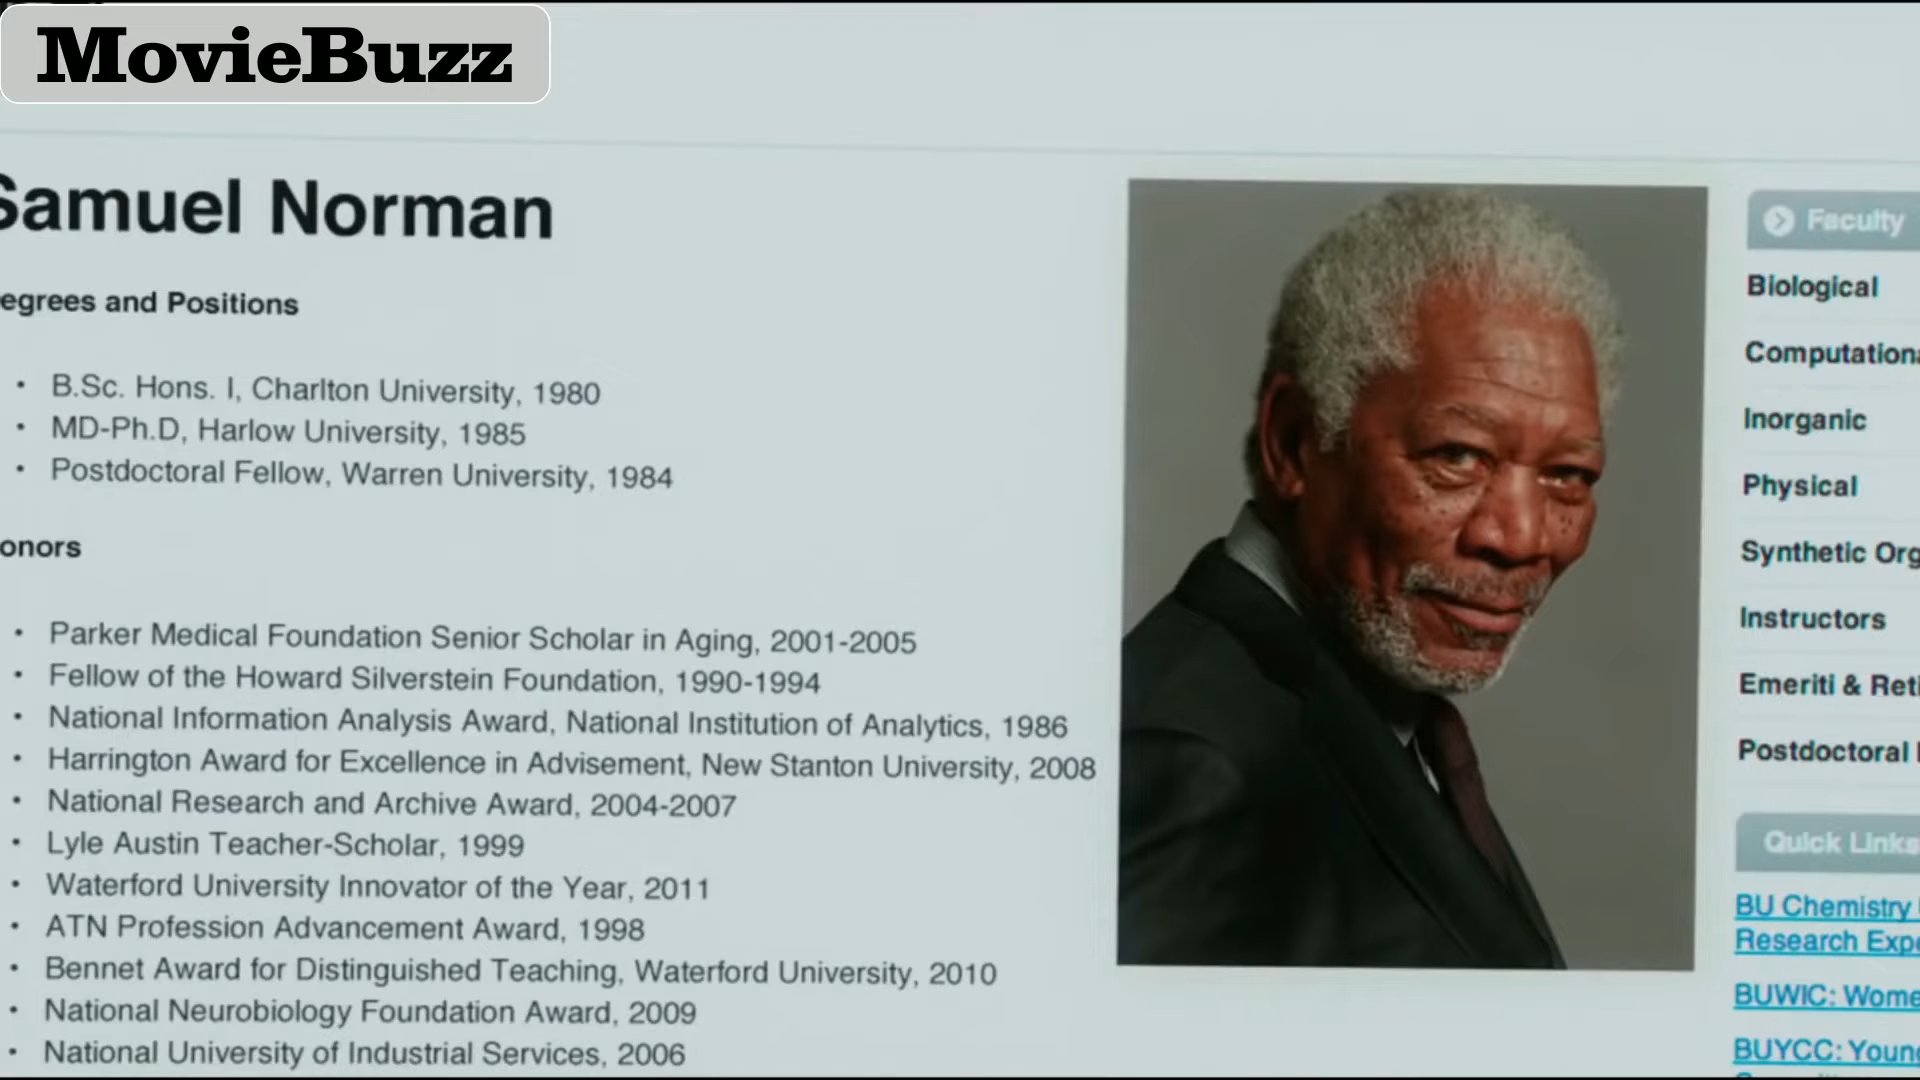 MovieBuzz
Samuel Norman
egrees and Positions
• B.Sc. Hons. I, Charlton University, 1980
• MD-Ph.D, Harlow University, 1985
• Postdoctoral Fellow, Warren University, 1984
onors
• Parker Medical Foundation Senior Scholar in Aging, 2001-2005
• Fellow of the Howard Silverstein Foundation, 1990-1994
• National Information Analysis Award, National Institution of Analytics, 1986
• Harrington Award for Excellence in Advisement, New Stanton University, 2008
• National Research and Archive Award, 2004-2007
• Lyle Austin Teacher-Scholar, 1999
• Waterford University Innovator of the Year, 2011
• ATN Profession Advancement Award, 1998
• Bennet Award for Distinguished Teaching, Waterford University, 2010
• National Neurobiology Foundation Award, 2009
• National University of Industrial Services, 2006
Faculty
Biological
Computationa
Inorganic
Physical
Synthetic Org
Instructors
Emeriti & Reti
Postdoctoral
Quick Links
BU Chemistry
Research Expe
BUWIC: Wome
BUYCC: Young